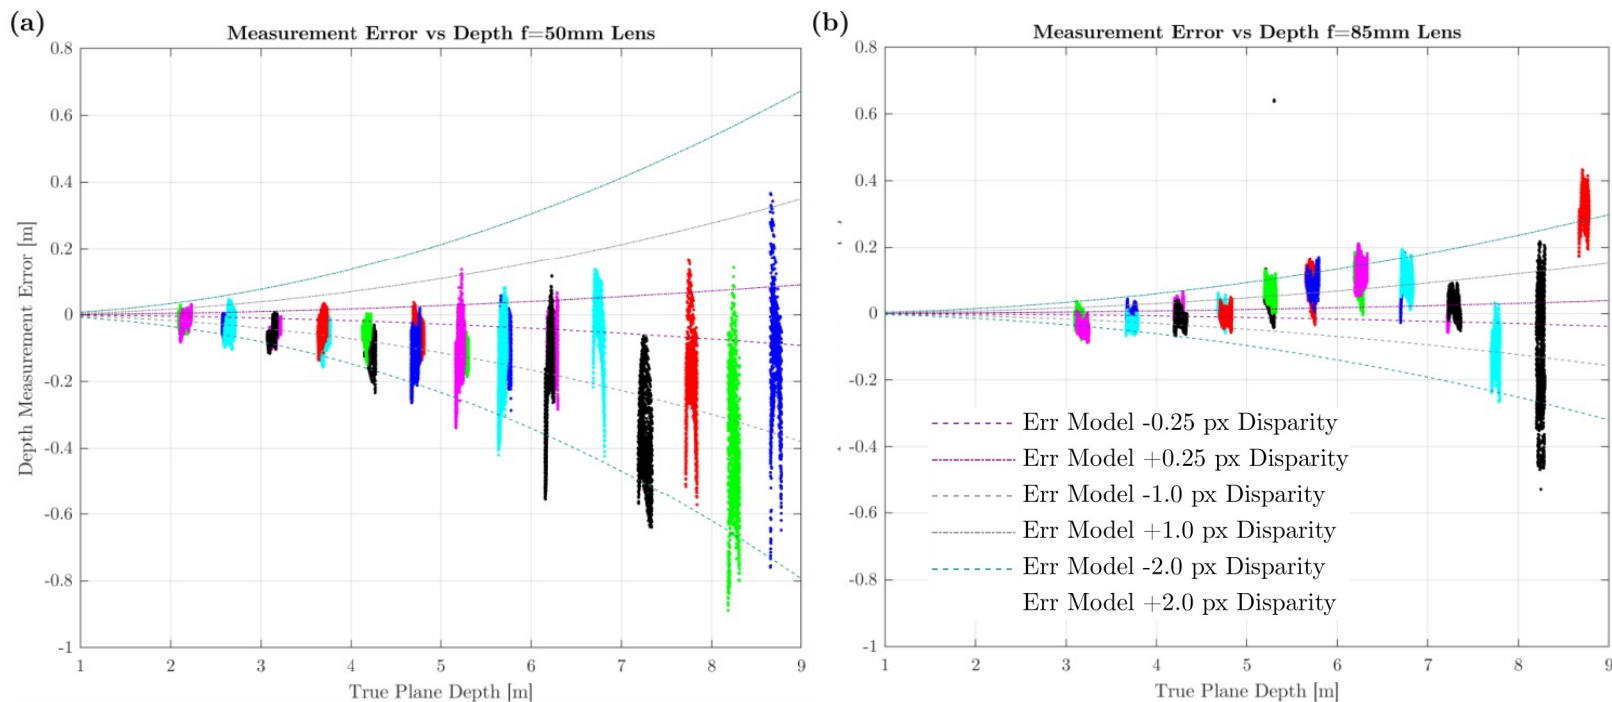 (a)
Measurement Error vs Depth f=50mm Lens
Depth Measurement Error [m]
0.8
0.6
0.4
0.2
0
-0.2
-0.4
-0.6
-0.8
-1
1 2 3 4 5 6 7 8 9
True Plane Depth [m]
(b)
Measurement Error vs Depth f=85mm Lens
0.8
0.6
0.4
0.2
0
-0.2
-0.4
-0.6
-0.8
-1
Err Model -0.25 px Disparity
Err Model +0.25 px Disparity
Err Model -1.0 px Disparity
Err Model +1.0 px Disparity
Err Model -2.0 px Disparity
Err Model +2.0 px Disparity
1 2 3 4 5 6 7 8 9
True Plane Depth [m]